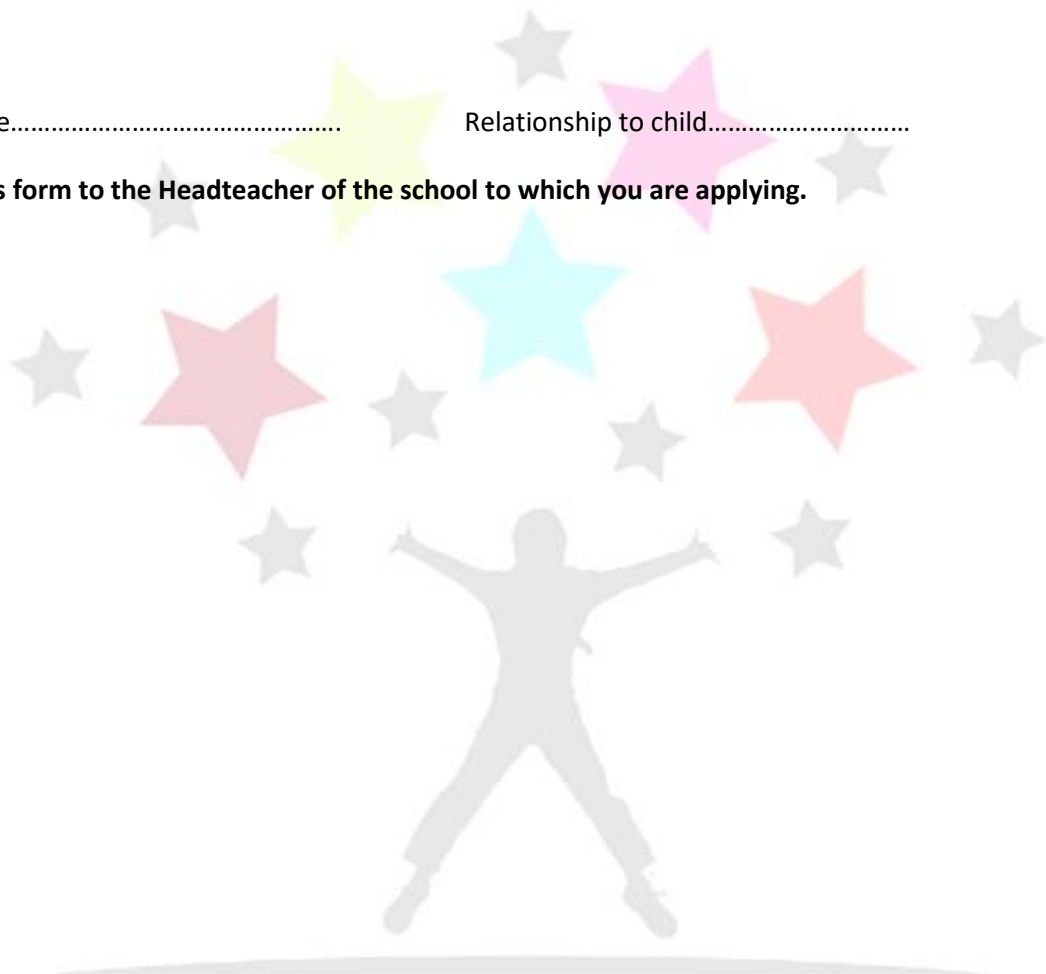 e…………………………………………. Relationship to child…………………………
s form to the Headteacher of the school to which you are applying.